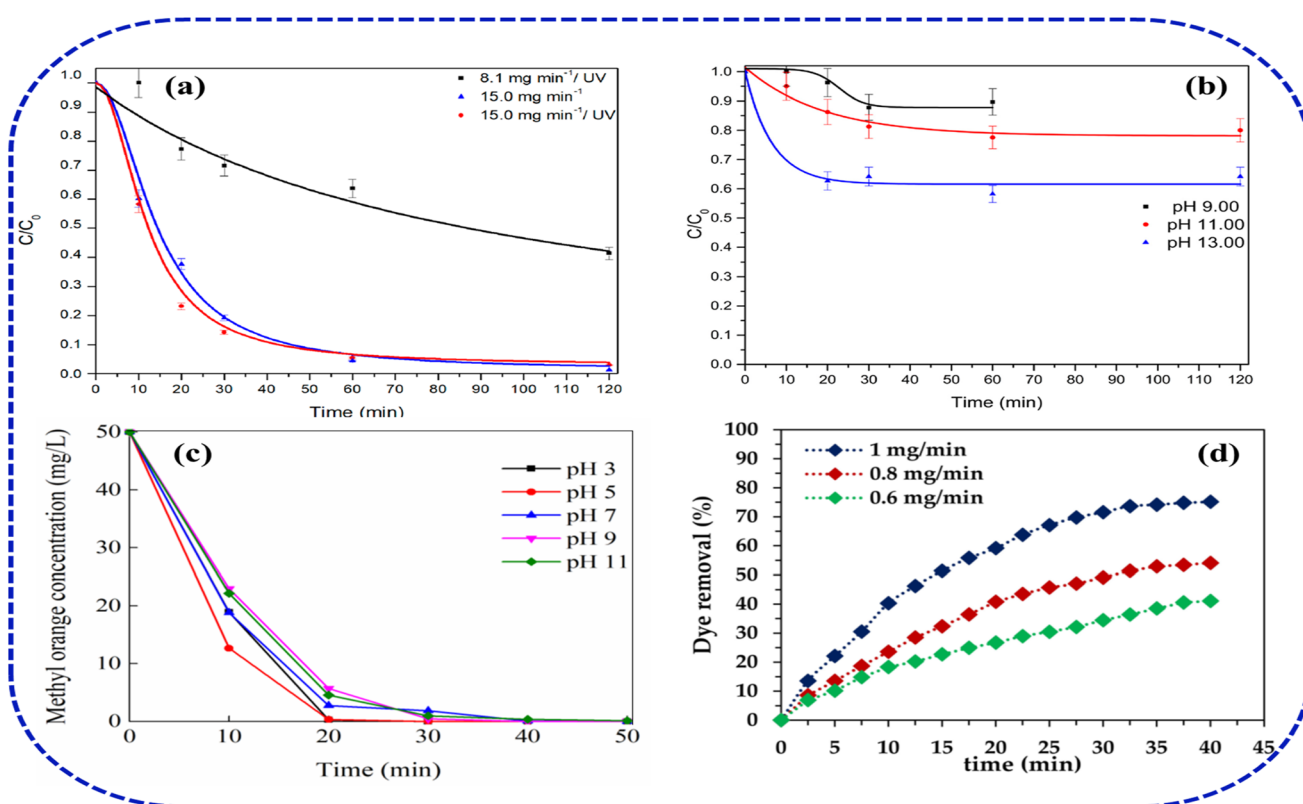 (a)
8.1 mg min⁻¹/ UV
15.0 mg min⁻¹
15.0 mg min⁻¹/ UV
C/C₀
1.0
0.9
0.8
0.7
0.6
0.5
0.4
0.3
0.2
0.1
0.0
0 10 20 30 40 50 60 70 80 90 100 110 120
Time (min)
(b)
pH 9.00
pH 11.00
pH 13.00
C/C₀
1.0
0.9
0.8
0.7
0.6
0.5
0.4
0.3
0.2
0.1
0.0
0 10 20 30 40 50 60 70 80 90 100 110 120
Time (min)
(c)
pH 3
pH 5
pH 7
pH 9
pH 11
Methyl orange concentration (mg/L)
50
40
30
20
10
0
0 10 20 30 40 50
Time (min)
(d)
1 mg/min
0.8 mg/min
0.6 mg/min
Dye removal (%)
100
90
80
70
60
50
40
30
20
10
0
0 5 10 15 20 25 30 35 40 45
time (min)